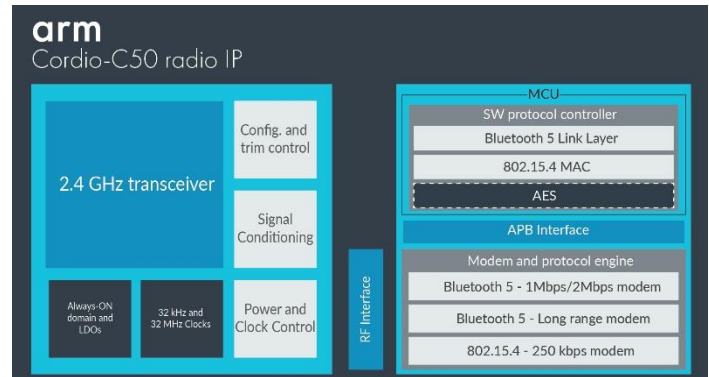 arm
Cordio-C50 radio IP
2.4 GHz transceiver
Config. and
trim control
Signal
Conditioning
Always-ON
domain and
LDOs
32 kHz and
32 MHz Clocks
Power and
Clock Control
RF Interface
MCU
SW protocol controller
Bluetooth 5 Link Layer
802.15.4 MAC
AES
APB Interface
Modem and protocol engine
Bluetooth 5 - 1Mbps/2Mbps modem
Bluetooth 5 - Long range modem
802.15.4 - 250 kbps modem